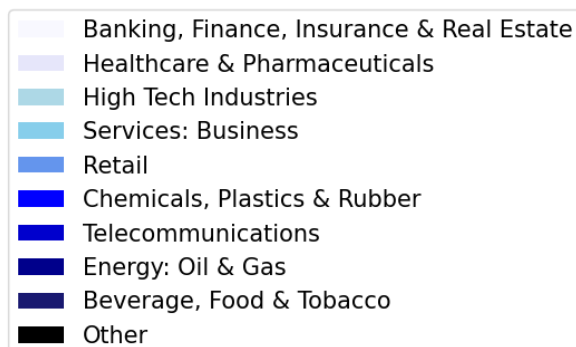 Banking, Finance, Insurance & Real Estate
Healthcare & Pharmaceuticals
High Tech Industries
Services: Business
Retail
Chemicals, Plastics & Rubber
Telecommunications
Energy: Oil & Gas
Beverage, Food & Tobacco
Other